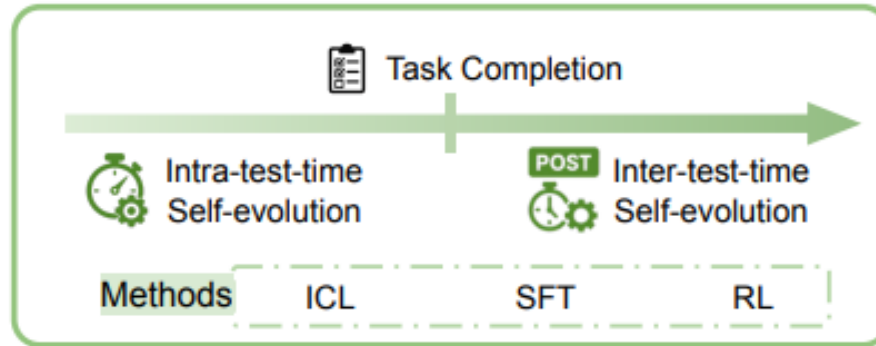 Task Completion
Intra-test-time
Self-evolution
POST
Inter-test-time
Self-evolution
Methods
ICL
SFT
RL